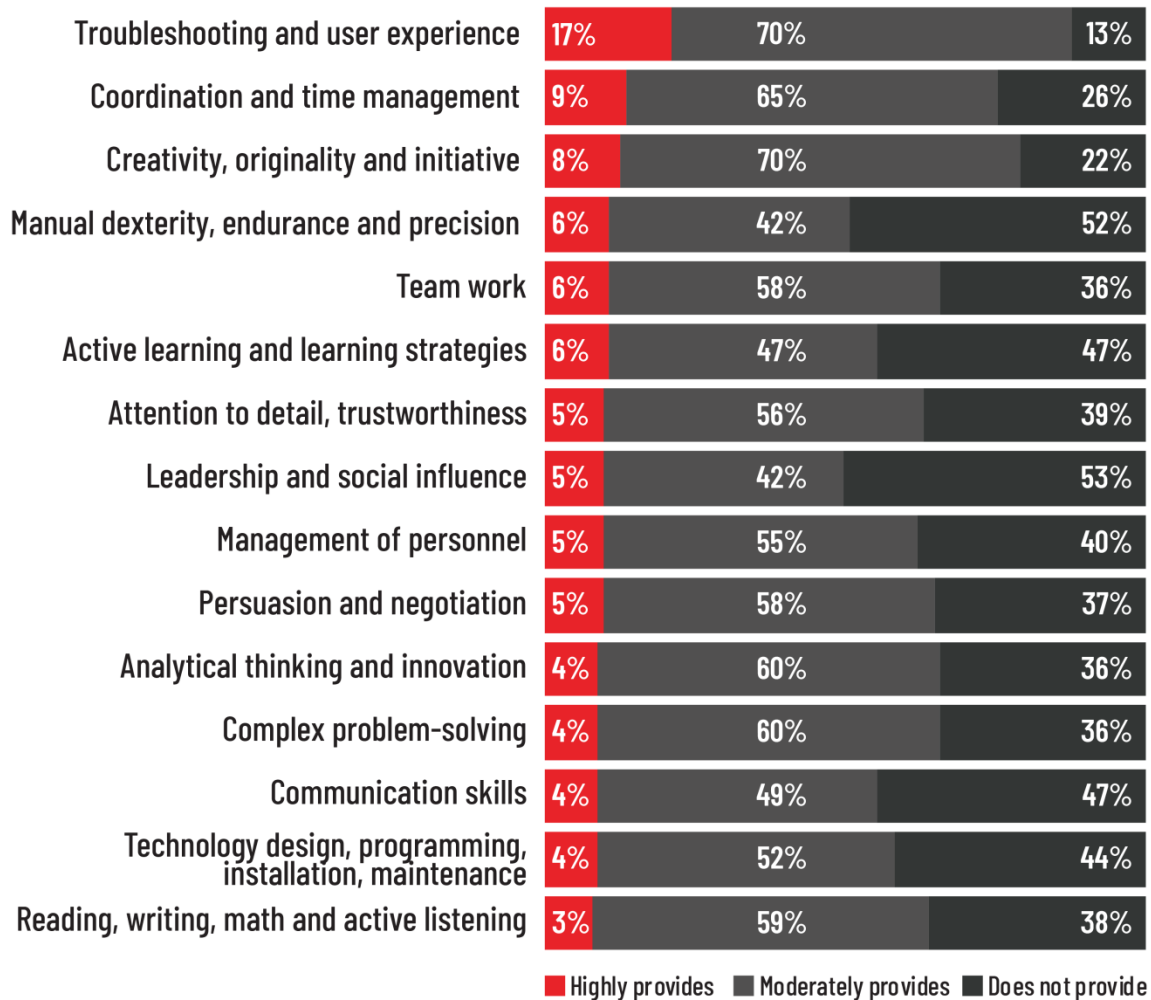 Troubleshooting and user experience 17% 70% 13%
Coordination and time management 9% 65% 26%
Creativity, originality and initiative 8% 70% 22%
Manual dexterity, endurance and precision 6% 42% 52%
Team work 6% 58% 36%
Active learning and learning strategies 6% 47% 47%
Attention to detail, trustworthiness 5% 56% 39%
Leadership and social influence 5% 42% 53%
Management of personnel 5% 55% 40%
Persuasion and negotiation 5% 58% 37%
Analytical thinking and innovation 4% 60% 36%
Complex problem-solving 4% 60% 36%
Communication skills 4% 49% 47%
Technology design, programming,
installation, maintenance 4% 52% 44%
Reading, writing, math and active listening 3% 59% 38%
Highly provides Moderately provides Does not provide